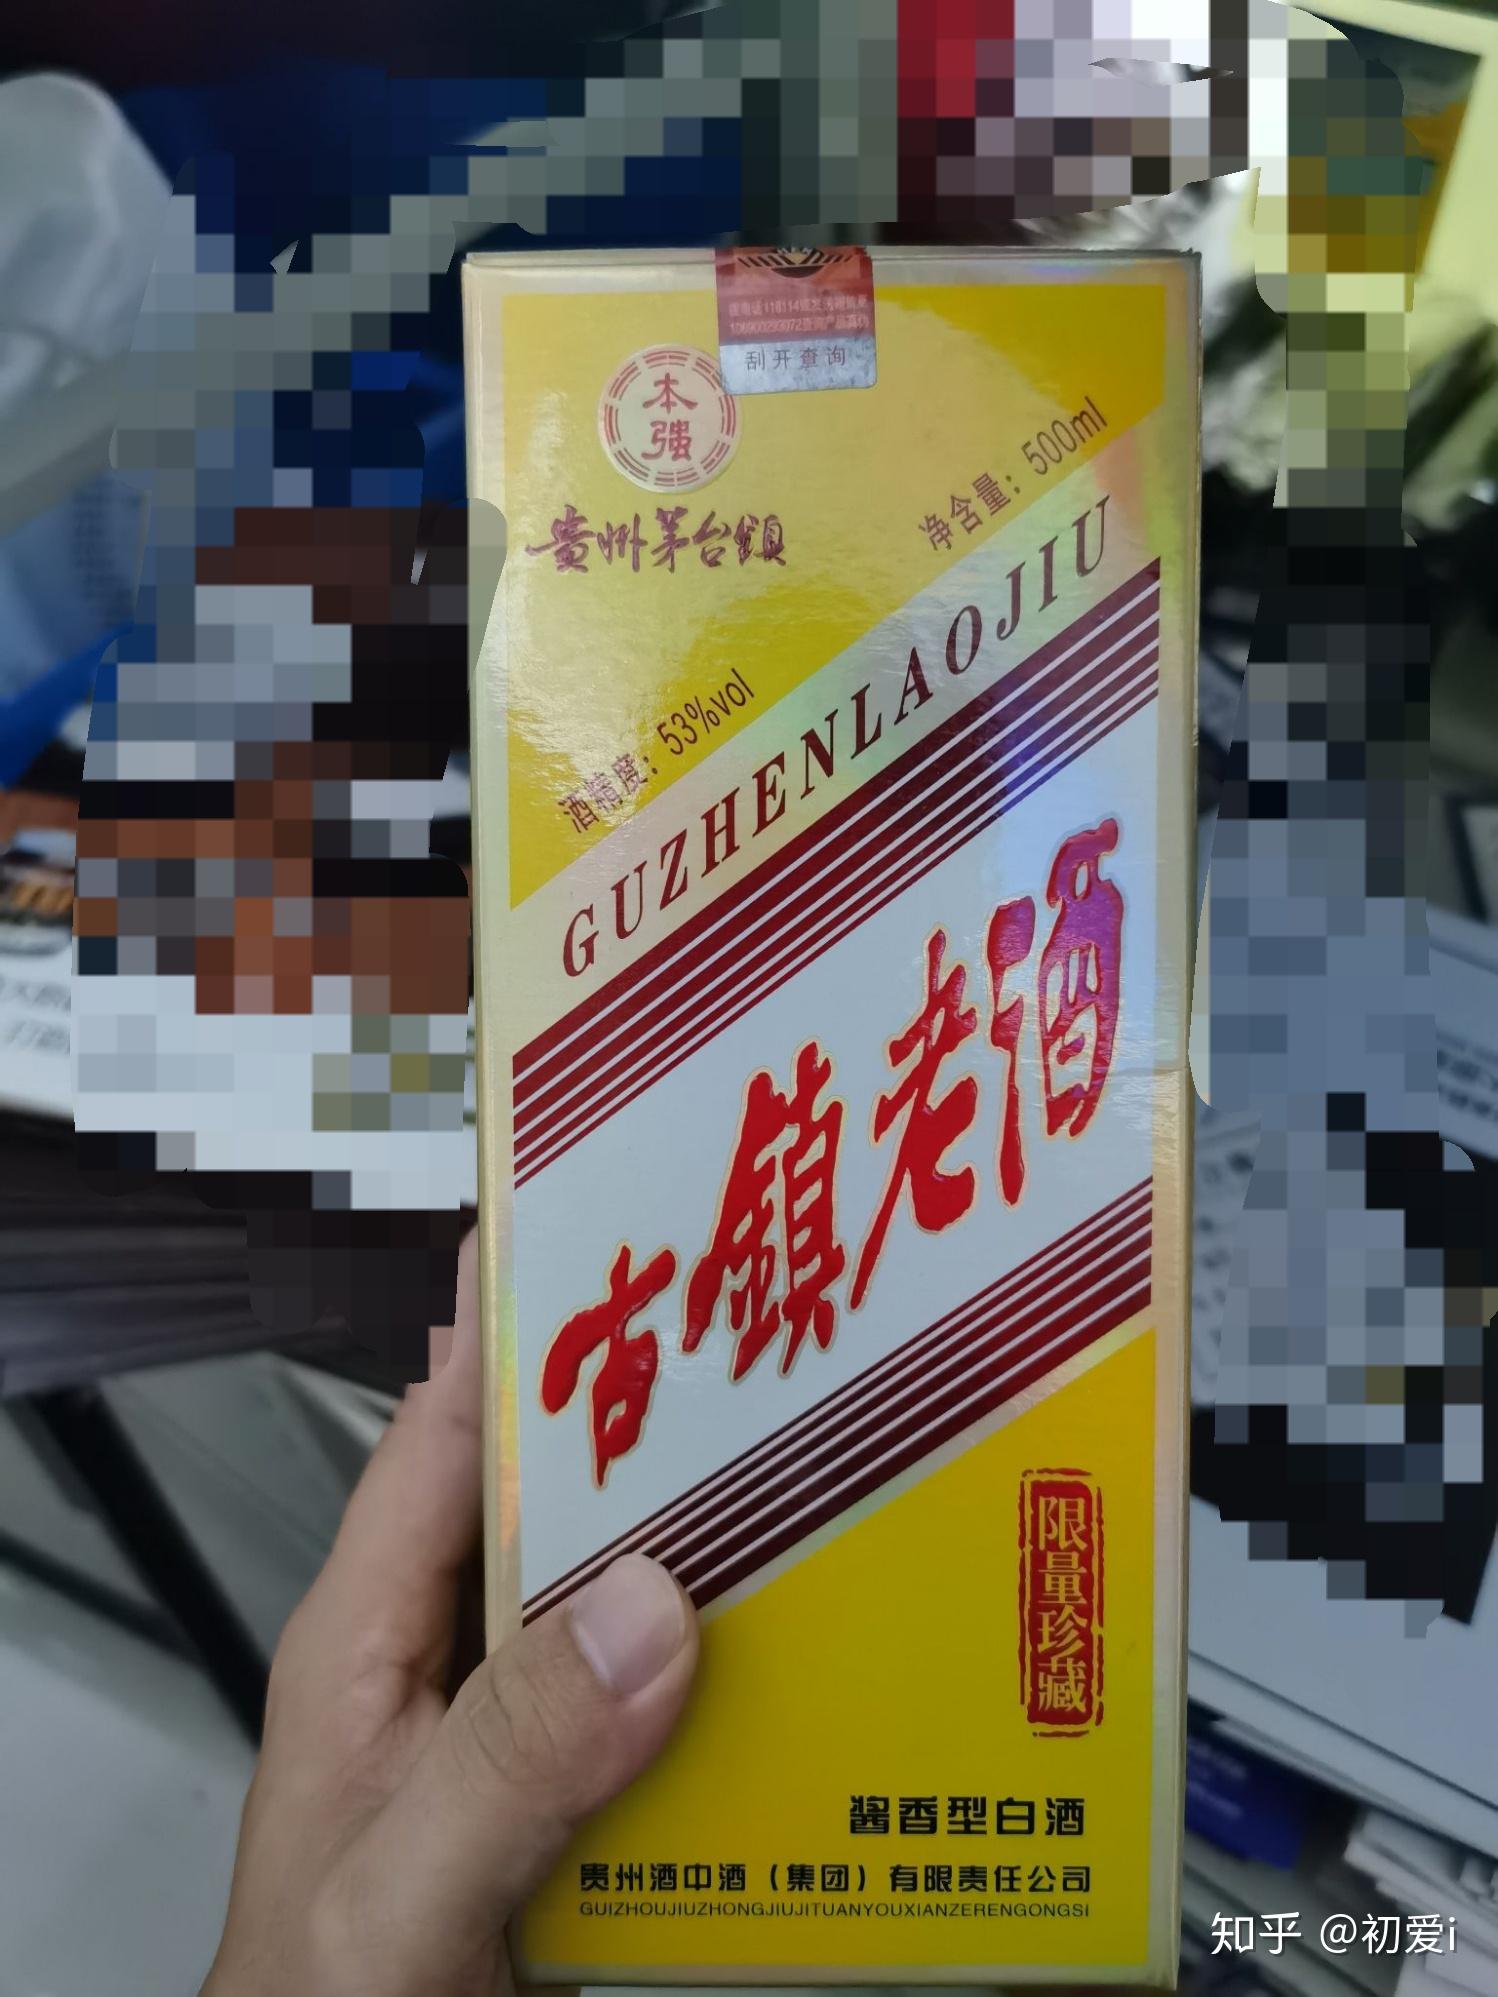 刮开查询
本强
贵州茅台鎮
净含量：500ml
酒精度：53%vol
GUZHENLAOJIU
古鎮老酒
限量珍藏
酱香型白酒
贵州酒中酒（集团）有限责任公司
GUIZHOUJIUZHONGJIUJITUANYOUXIANZERENGONGSI
知乎 @初爱i